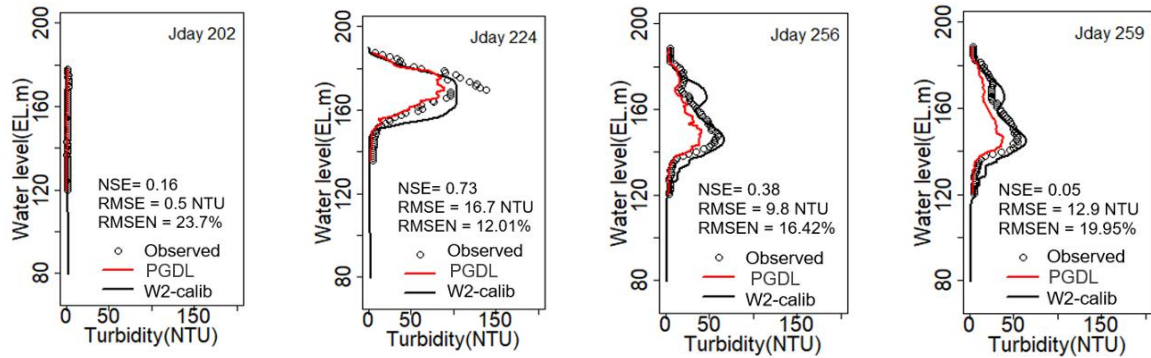 Jday 202
Water level(EL.m)
200
160
120
80
NSE= 0.16
RMSE = 0.5 NTU
RMSEN = 23.7%
Observed
PGDL
W2-calib
0 50 100
Turbidity(NTU)
Jday 224
Water level(EL.m)
200
160
120
80
NSE= 0.73
RMSE = 16.7 NTU
RMSEN = 12.01%
Observed
PGDL
W2-calib
0 50 100
Turbidity(NTU)
Jday 256
Water level(EL.m)
200
160
120
80
NSE= 0.38
RMSE = 9.8 NTU
RMSEN = 16.42%
Observed
PGDL
W2-calib
0 50 100
Turbidity(NTU)
Jday 259
Water level(EL.m)
200
160
120
80
NSE= 0.05
RMSE = 12.9 NTU
RMSEN = 19.95%
Observed
PGDL
W2-calib
0 50 100
Turbidity(NTU)